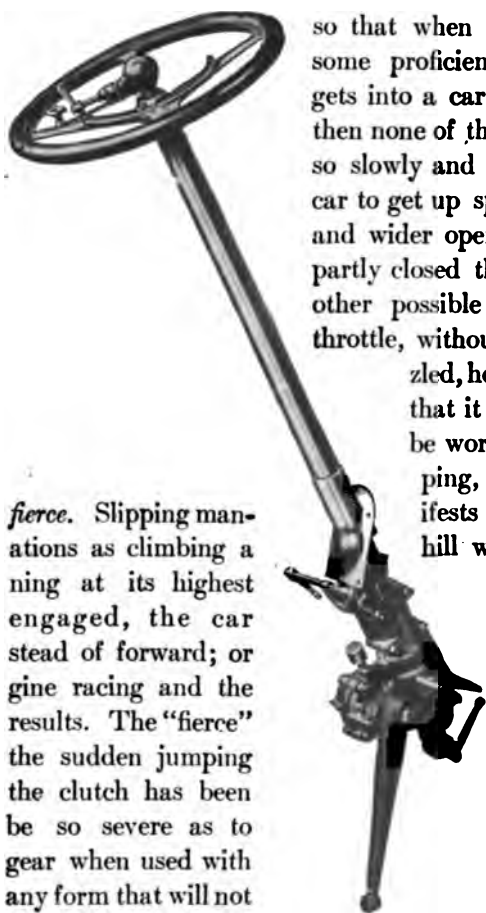 so that when
some proficien
gets into a car
then none of th
so slowly and
car to get up sp
and wider ope
partly closed th
other possible
throttle, withou
zled, he
that it
be wor
ping,
fierce. Slipping man- ifests
ations as climbing a hill w
ning at its highest
engaged, the car
stead of forward; or
gine racing and the
results. The "fierce"
the sudden jumping
the clutch has been
be so severe as to
gear when used with
any form that will not